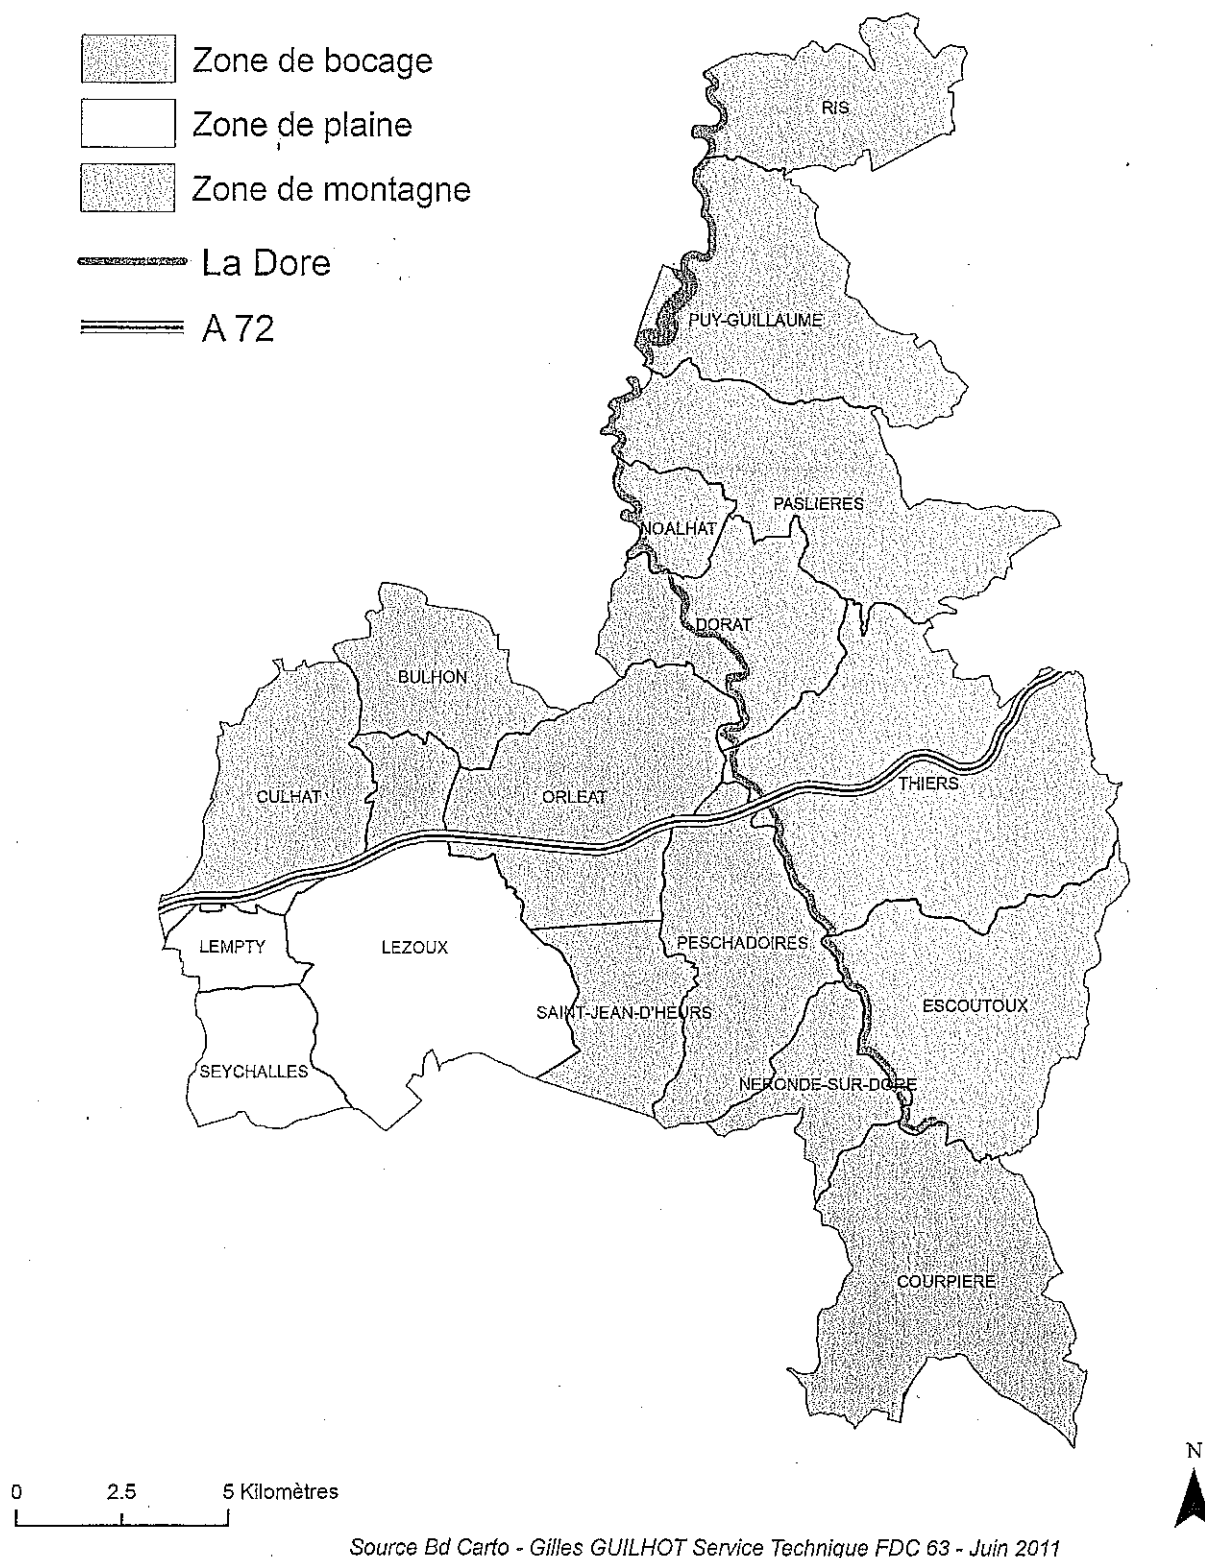 Zone de bocage
Zone de plaine
Zone de montagne
La Dore
A 72
RIS
PUY-GUILLAUME
PASLIERES
NOALHAT
DORAT
BULHON
CULHAT
ORLEAT
THIERS
LEMPTY
LEZOUX
PESCHADOIRES
SAINT-JEAN-D'HEURS
ESCOUTOUX
SEYCHALLES
NERONDE-SUR-DORE
COURPIERE
N
0 2.5 5 Kilomètres
Source Bd Carto - Gilles GUILHOT Service Technique FDC 63 - Juin 2011